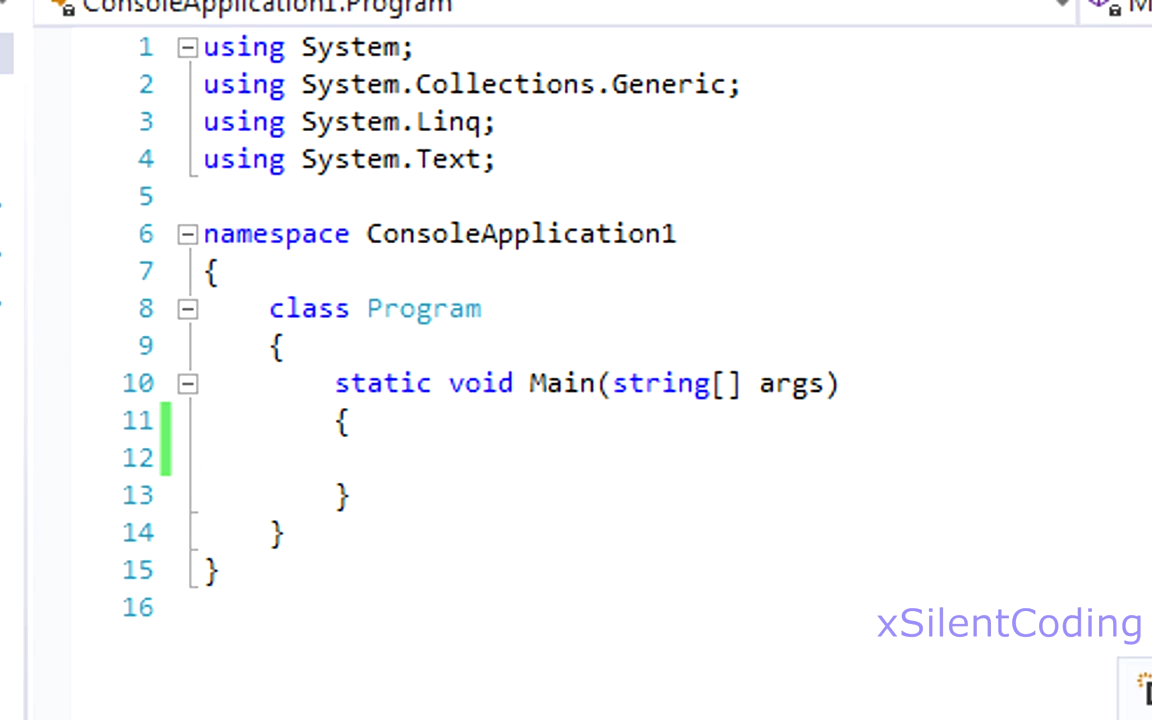 ConsoleApplication1.Program
1 using System;
2 using System.Collections.Generic;
3 using System.Linq;
4 using System.Text;
5
6 namespace ConsoleApplication1
7 {
8 class Program
9 {
10 static void Main(string[] args)
11 {
12
13 }
14 }
15 }
16
xSilentCoding